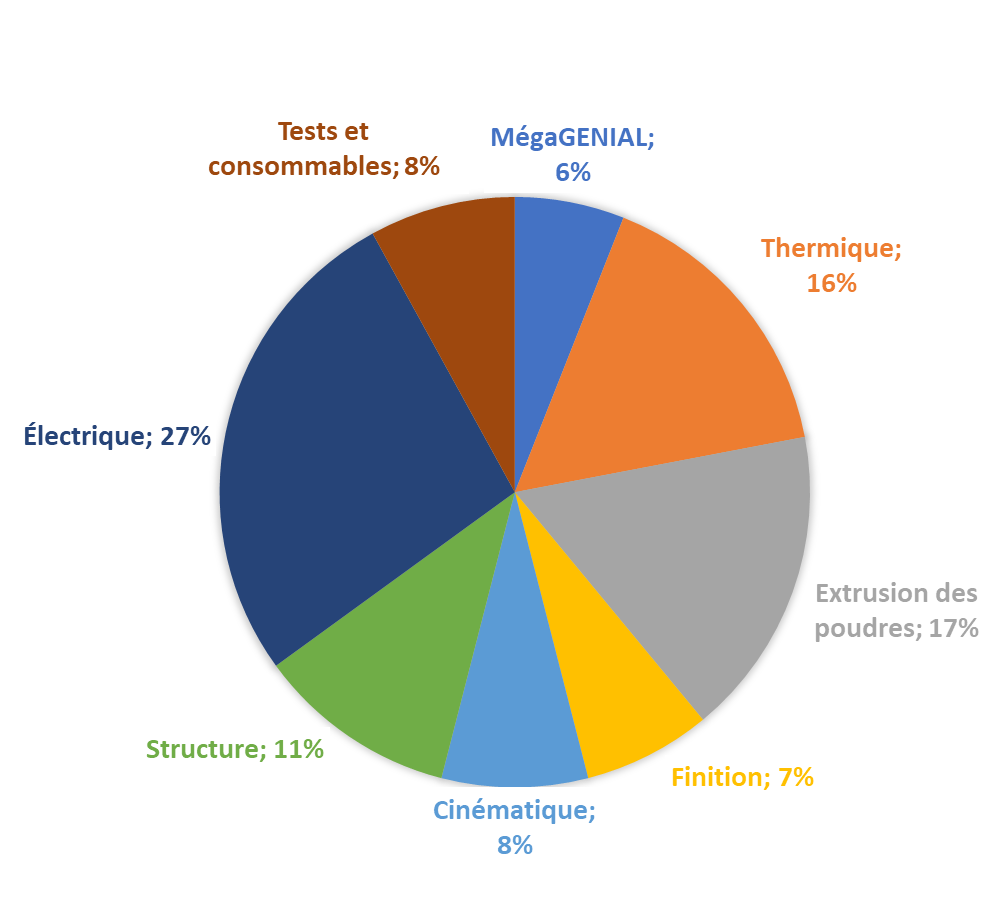 Tests et
consommables; 8%
MégaGENIAL;
6%
Thermique;
16%
Électrique; 27%
Extrusion des
poudres; 17%
Structure; 11%
Finition; 7%
Cinématique;
8%